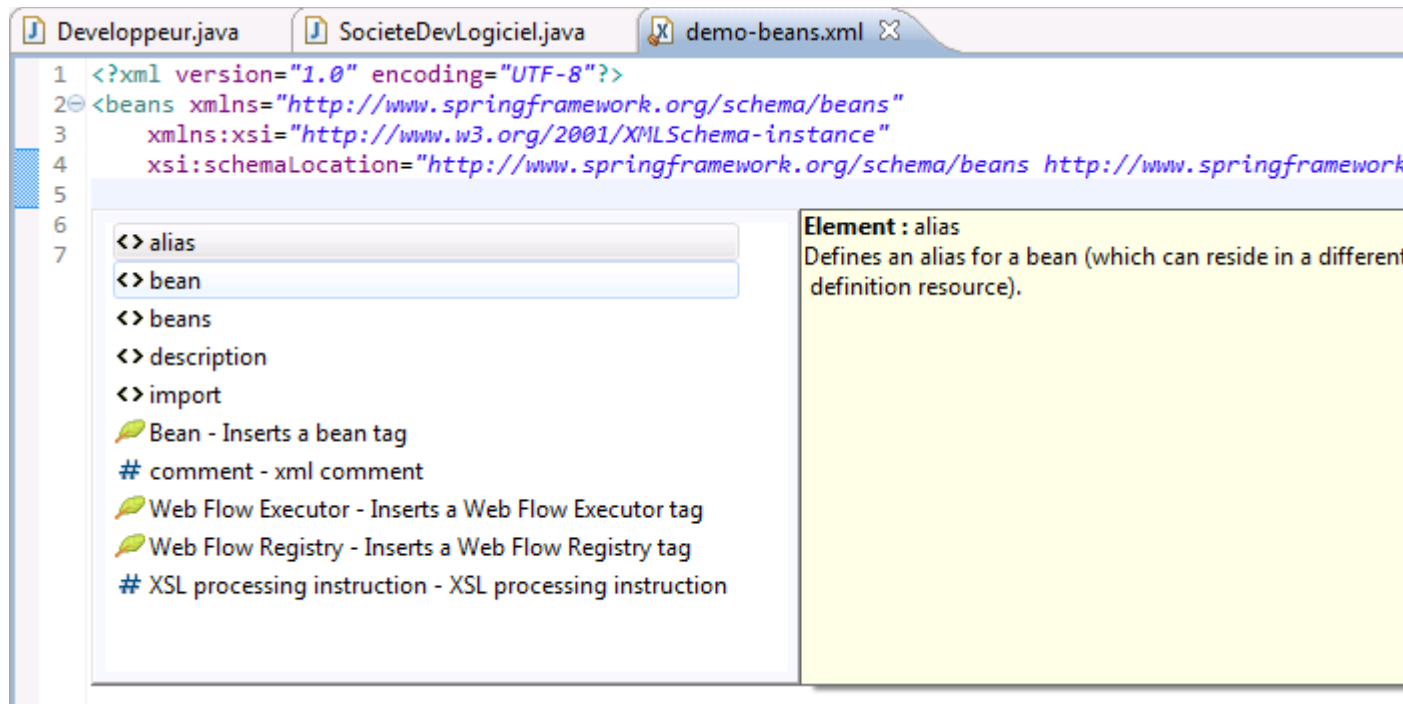 Developpeur.java SocieteDevLogiciel.java demo-beans.xml
1 <?xml version="1.0" encoding="UTF-8"?>
2 <beans xmlns="http://www.springframework.org/schema/beans"
3 xmlns:xsi="http://www.w3.org/2001/XMLSchema-instance"
4 xsi:schemaLocation="http://www.springframework.org/schema/beans http://www.springframework
5
6
7
<> alias
<> bean
<> beans
<> description
<> import
Bean - Inserts a bean tag
# comment - xml comment
Web Flow Executor - Inserts a Web Flow Executor tag
Web Flow Registry - Inserts a Web Flow Registry tag
# XSL processing instruction - XSL processing instruction
Element : alias
Defines an alias for a bean (which can reside in a different
definition resource).